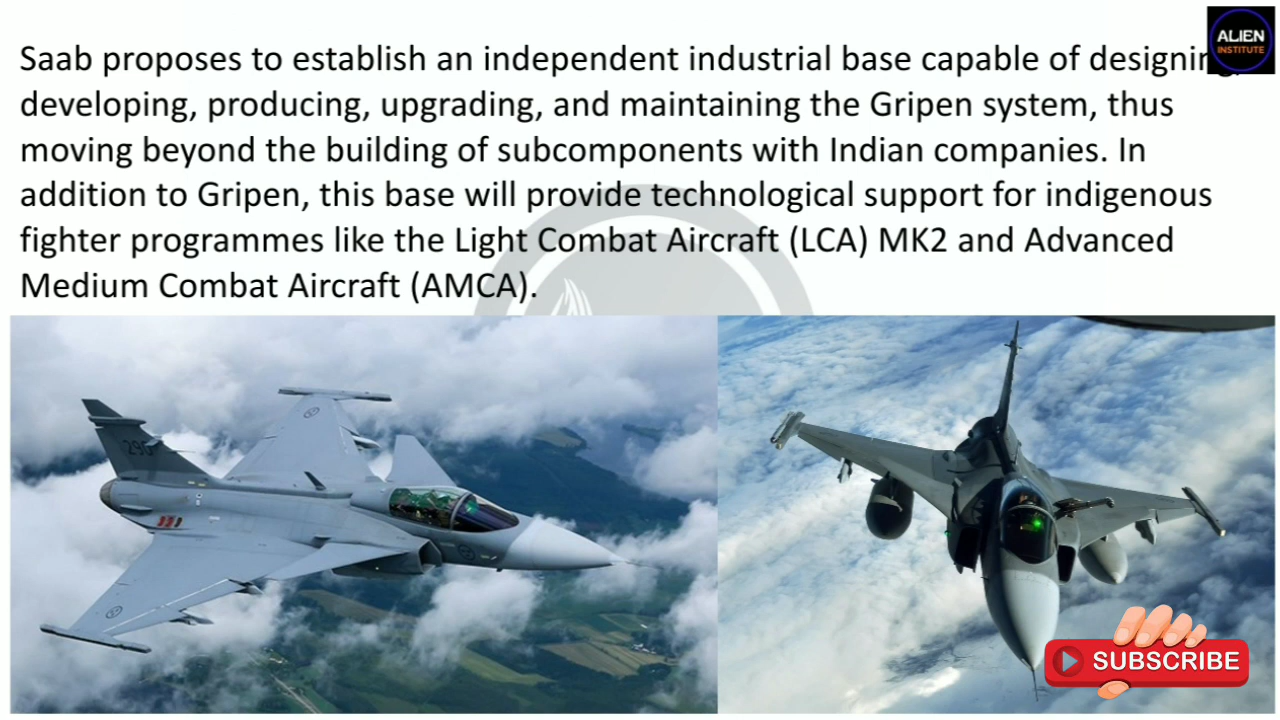 Saab proposes to establish an independent industrial base capable of designing,
developing, producing, upgrading, and maintaining the Gripen system, thus
moving beyond the building of subcomponents with Indian companies. In
addition to Gripen, this base will provide technological support for indigenous
fighter programmes like the Light Combat Aircraft (LCA) MK2 and Advanced
Medium Combat Aircraft (AMCA).
ALIEN
INSTITUTE
290
SUBSCRIBE